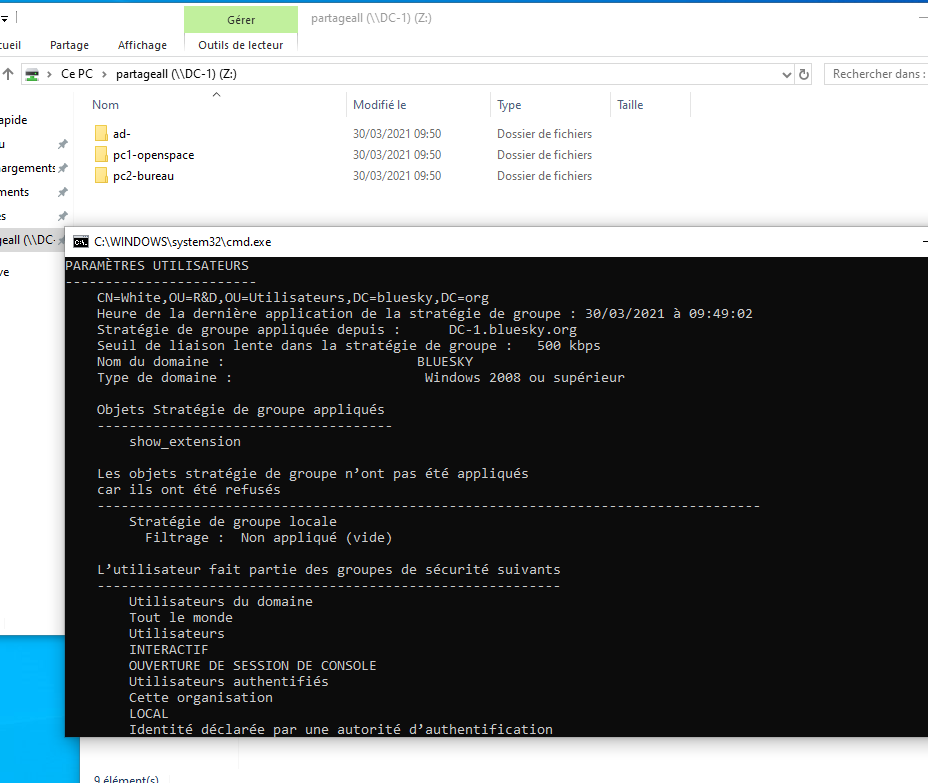 Gérer
partageall (\\DC-1) (Z:)
Partage
Affichage
Outils de lecteur
Ce PC
partageall (\\DC-1) (Z:)
Rechercher dans :
Nom
Modifié le
Type
Taille
ad-
30/03/2021 09:50
Dossier de fichiers
pc1-openspace
30/03/2021 09:50
Dossier de fichiers
pc2-bureau
30/03/2021 09:50
Dossier de fichiers
geall (\\DC-
C:\WINDOWS\system32\cmd.exe
PARAMÈTRES UTILISATEURS
------------------------
CN=White,OU=R&D,OU=Utilisateurs,DC=bluesky,DC=org
Heure de la dernière application de la stratégie de groupe : 30/03/2021 à 09:49:02
Stratégie de groupe appliquée depuis : DC-1.bluesky.org
Seuil de liaison lente dans la stratégie de groupe : 500 kbps
Nom du domaine : BLUESKY
Type de domaine : Windows 2008 ou supérieur
Objets Stratégie de groupe appliqués
-------------------------------------
show_extension
Les objets stratégie de groupe n’ont pas été appliqués
car ils ont été refusés
-----------------------------------------------------------------------------------
Stratégie de groupe locale
Filtrage : Non appliqué (vide)
L’utilisateur fait partie des groupes de sécurité suivants
----------------------------------------------------------
Utilisateurs du domaine
Tout le monde
Utilisateurs
INTERACTIF
OUVERTURE DE SESSION DE CONSOLE
Utilisateurs authentifiés
Cette organisation
LOCAL
Identité déclarée par une autorité d’authentification
9 élément(s)